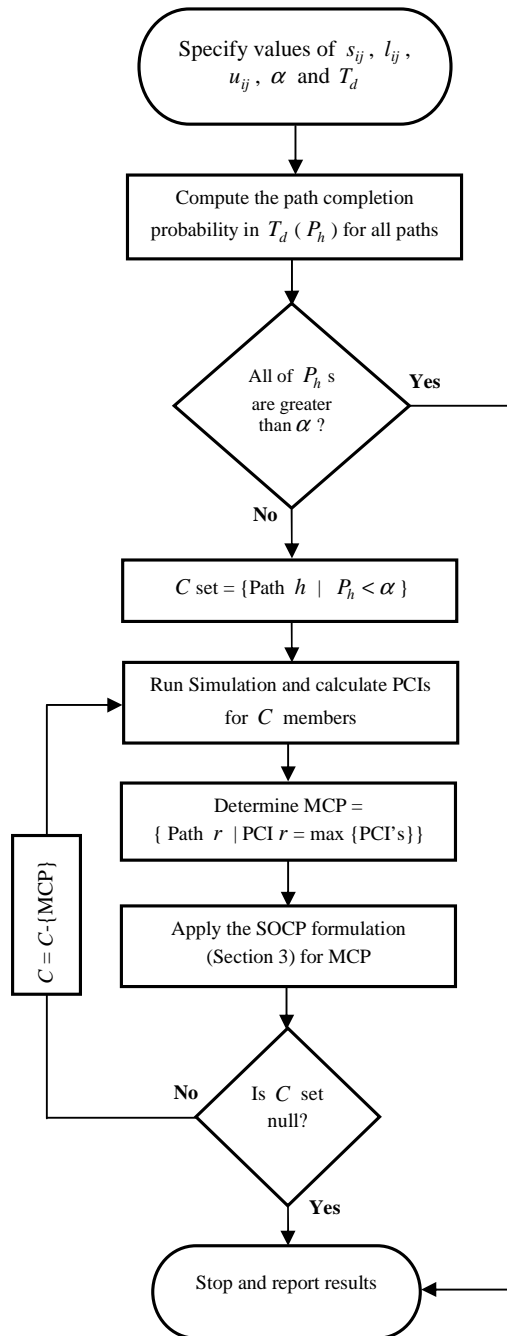 Specify values of s_ij , l_ij ,
u_ij , α and T_d
Compute the path completion
probability in T_d ( P_h ) for all paths
All of P_h s
are greater
than α ?
Yes
No
C set = {Path h | P_h < α }
Run Simulation and calculate PCIs
for C members
Determine MCP =
{ Path r | PCI r = max {PCI's}}
C = C-{MCP}
Apply the SOCP formulation
(Section 3) for MCP
No
Is C set
null?
Yes
Stop and report results